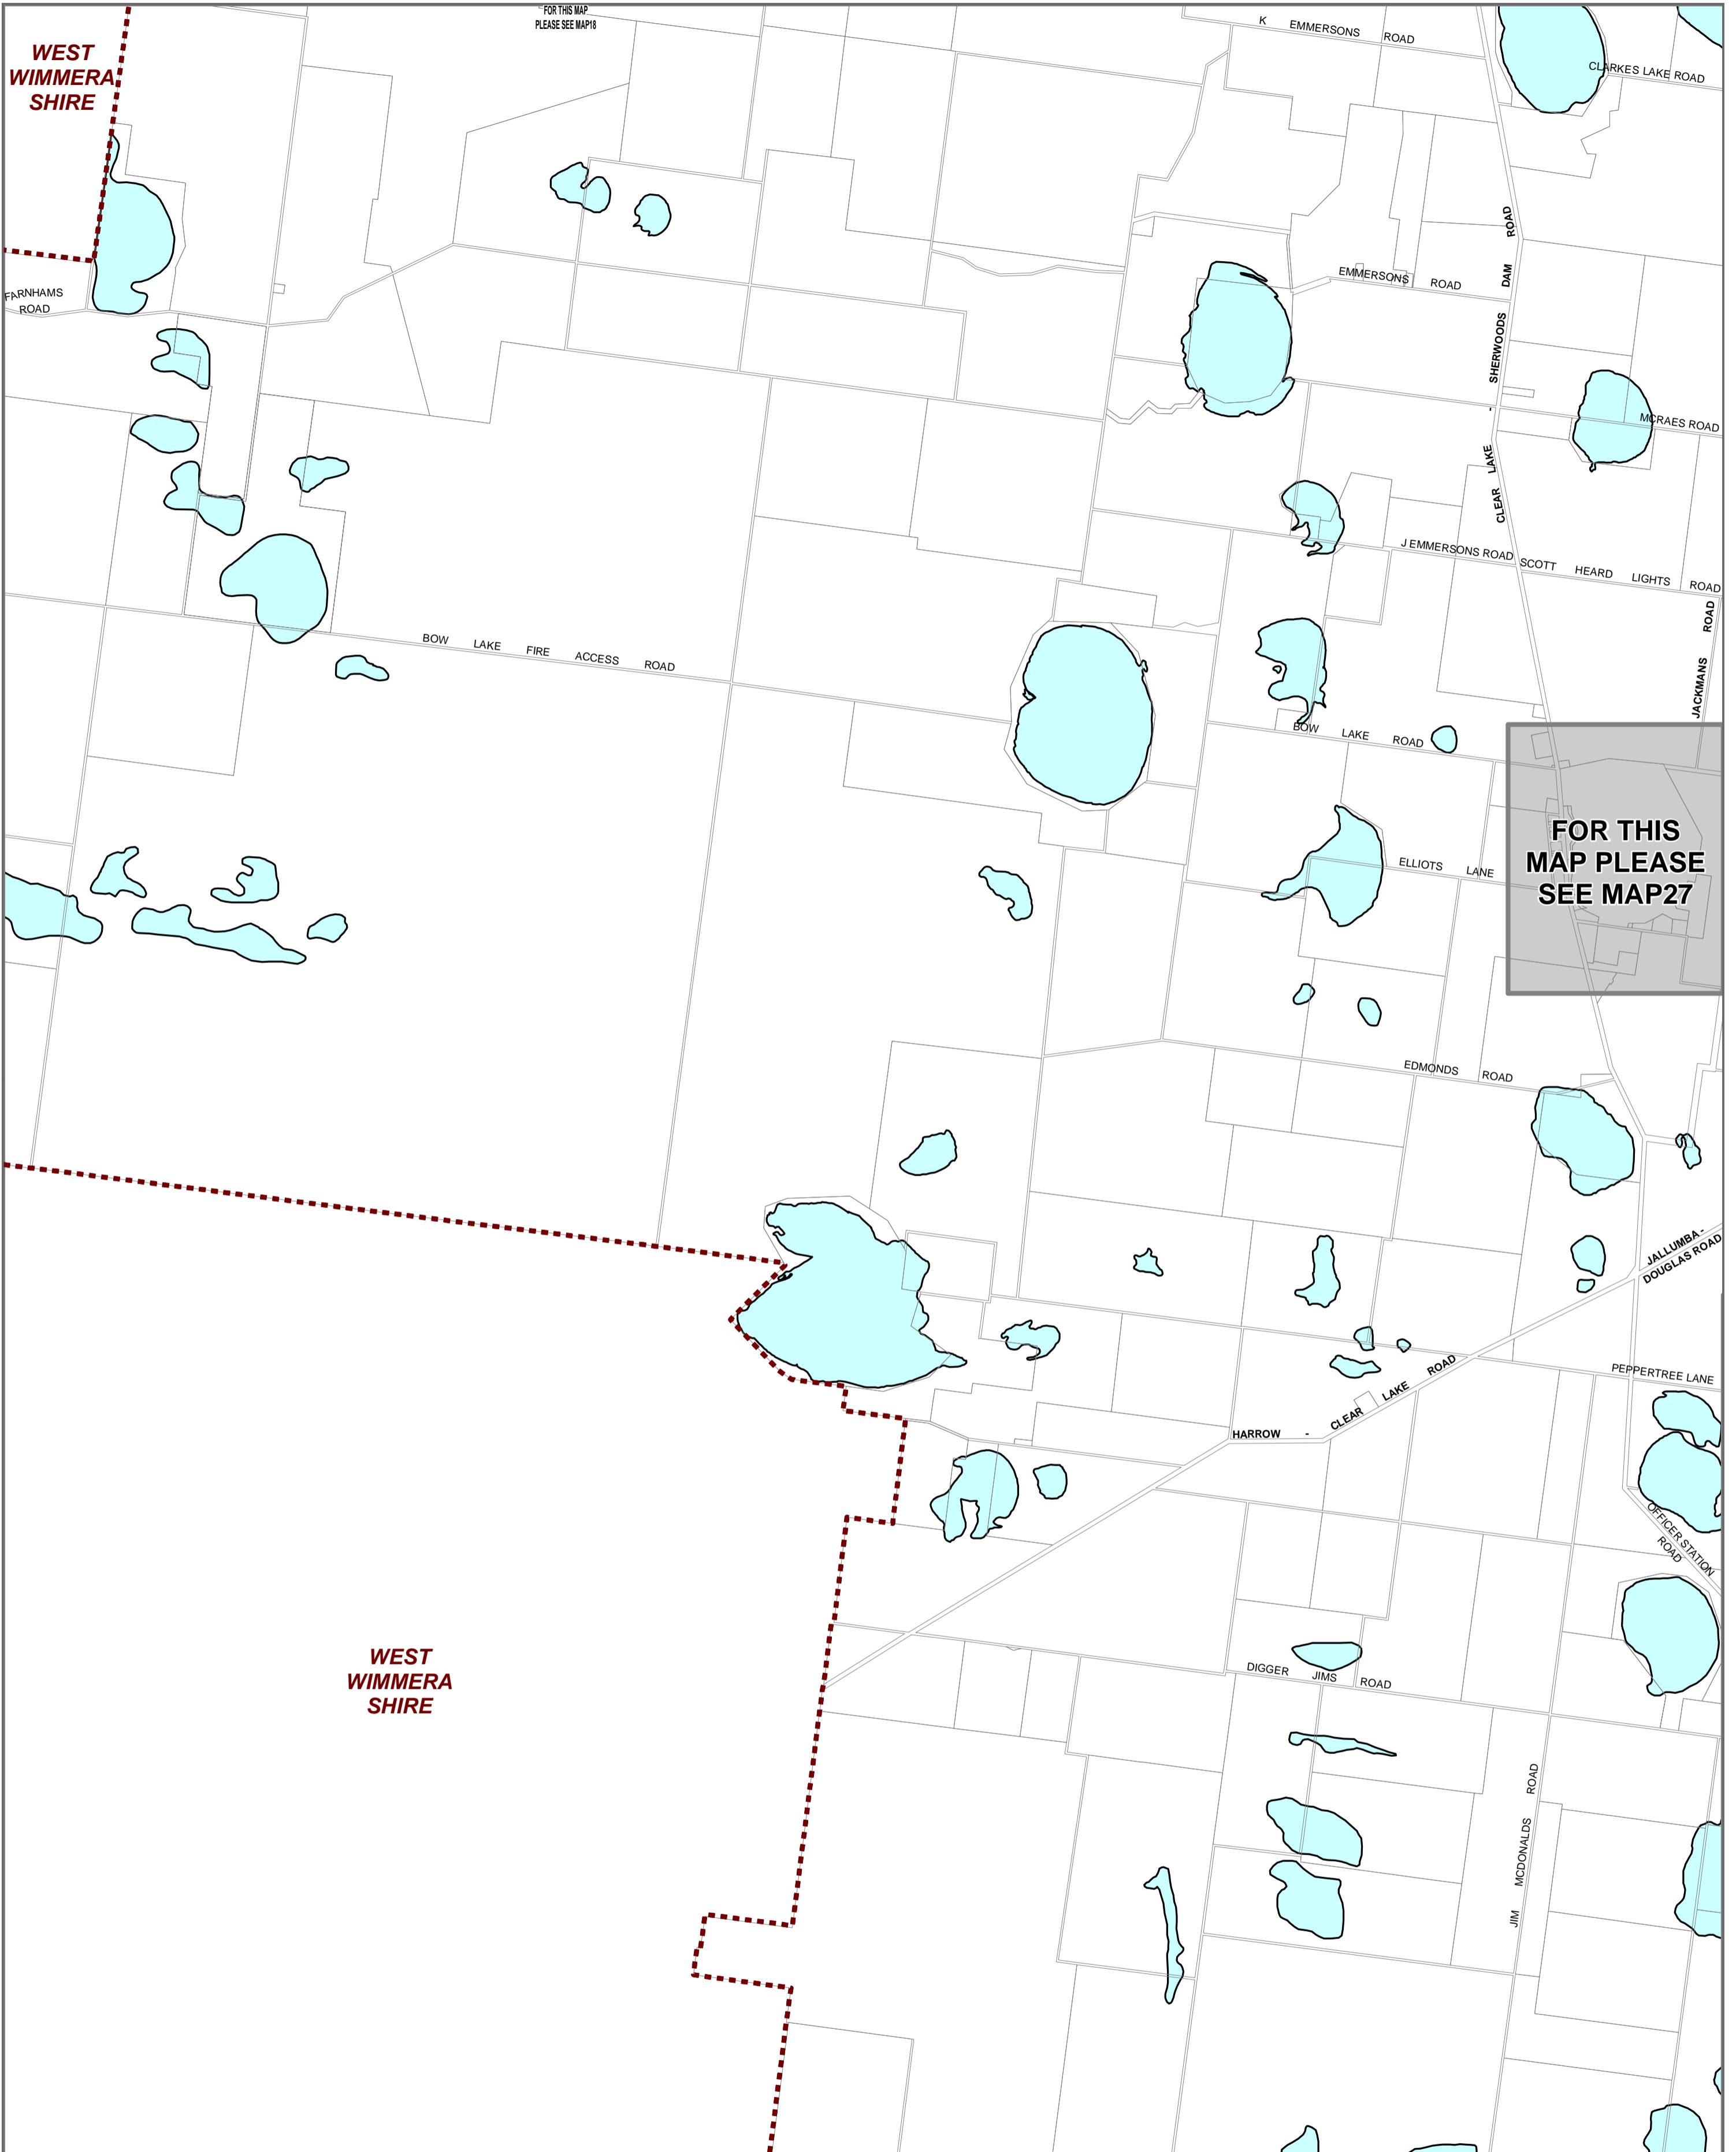 FOR THIS MAP
PLEASE SEE MAP18
K EMMERSONS ROAD
WEST
WIMMERA
SHIRE
CLARKES LAKE ROAD
FARNHAMS
ROAD
EMMERSONS ROAD
CLEAR LAKE - SHERWOODS DAM ROAD
MCRAES ROAD
J EMMERSONS ROAD
SCOTT HEARD LIGHTS ROAD
JACKMANS ROAD
BOW LAKE FIRE ACCESS ROAD
BOW LAKE ROAD
FOR THIS
MAP PLEASE
SEE MAP27
ELLIOTS LANE
EDMONDS ROAD
JALLUMBA -
DOUGLAS ROAD
PEPPERTREE LANE
HARROW - CLEAR LAKE ROAD
OFFICER STATION
ROAD
WEST
WIMMERA
SHIRE
DIGGER JIMS ROAD
JIM MCDONALDS ROAD